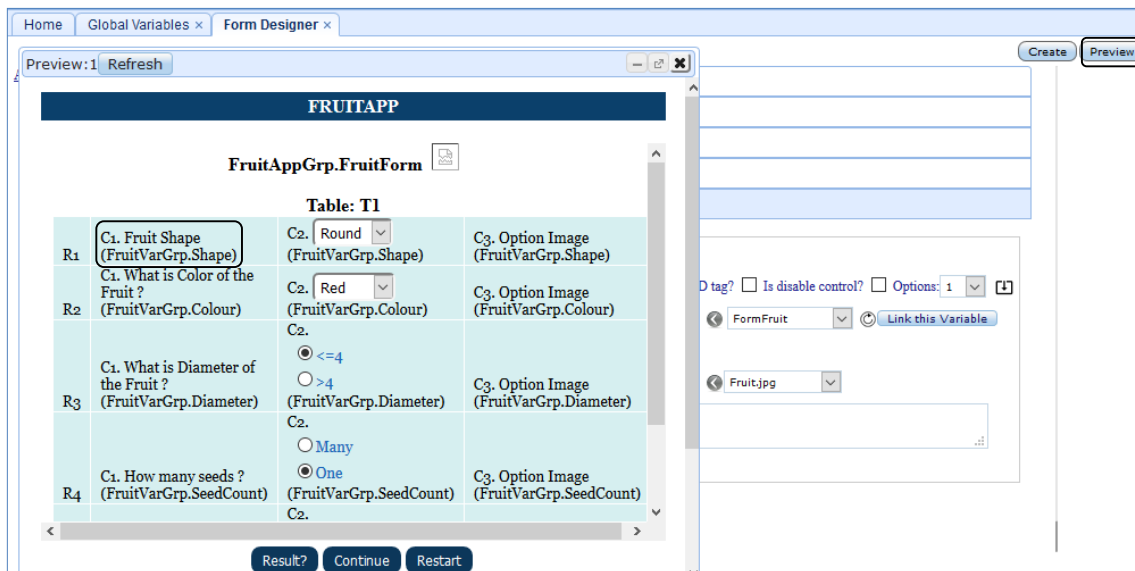 Home Global Variables × Form Designer ×
Create Preview
Preview:1 Refresh
FRUITAPP
FruitAppGrp.FruitForm
Table: T1
R1 C1. Fruit Shape (FruitVarGrp.Shape) C2. Round (FruitVarGrp.Shape) C3. Option Image (FruitVarGrp.Shape)
R2 C1. What is Color of the Fruit ? (FruitVarGrp.Colour) C2. Red (FruitVarGrp.Colour) C3. Option Image (FruitVarGrp.Colour)
R3 C1. What is Diameter of the Fruit ? (FruitVarGrp.Diameter) C2. <=4 >4 (FruitVarGrp.Diameter) C3. Option Image (FruitVarGrp.Diameter)
R4 C1. How many seeds ? (FruitVarGrp.SeedCount) C2. Many One (FruitVarGrp.SeedCount) C3. Option Image (FruitVarGrp.SeedCount)
C2.
Result? Continue Restart
D tag? Is disable control? Options: 1
FormFruit Link this Variable
Fruit.jpg